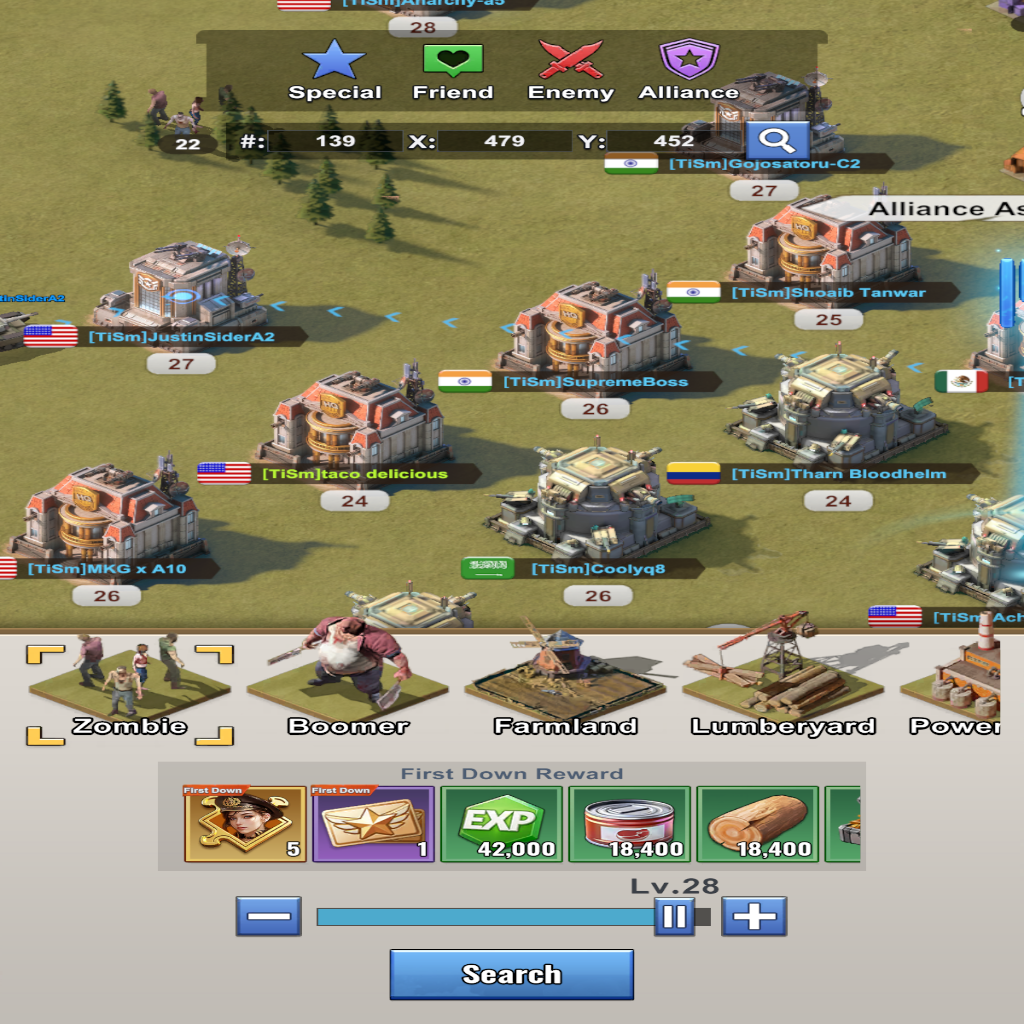 [TiSm]Anarchy-a5
28
Special Friend Enemy Alliance
22
#: 139 X: 479 Y: 452
[TiSm]Gojosatoru-C2
27
Alliance As
[TiSm]Shoaib Tanwar
25
[TiSm]JustinSiderA2
27
[TiSm]SupremeBoss
26
[TiSm]taco delicious
24
[TiSm]Tharn Bloodhelm
24
[TiSm]MKG x A10
26
[TiSm]Coolyq8
26
[TiSm]Ach
Zombie Boomer Farmland Lumberyard Power
First Down Reward
First Down First Down
EXP
5 1 42,000 18,400 18,400
Lv.28
Search